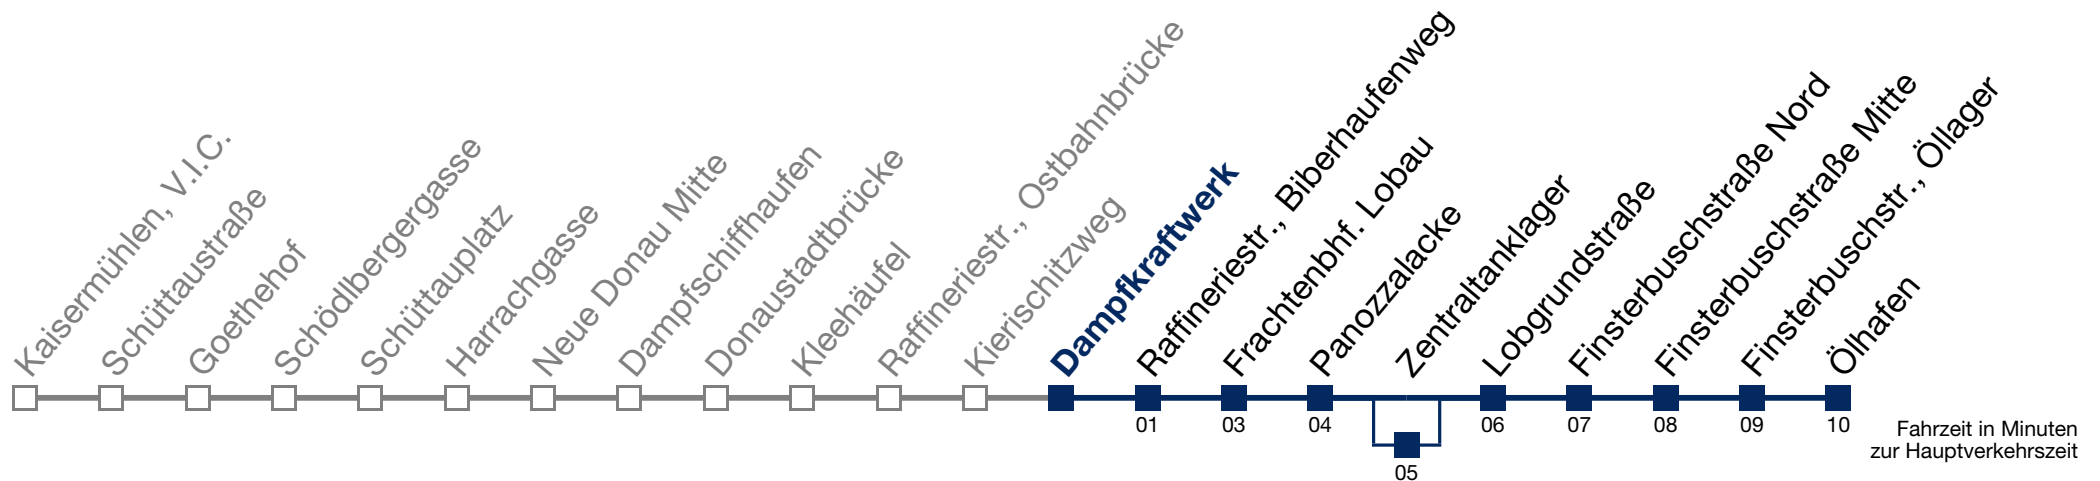 Kaisermühlen, V.I.C.
Schüttaustraße
Goethehof
Schödlbergergasse
Schüttauplatz
Harrachgasse
Neue Donau Mitte
Dampfschiffhaufen
Donaustadtbrücke
Kleehäufel
Raffineriestr., Ostbahnbrücke
Kierischitzweg
Dampfkraftwerk
Raffineriestr., Biberhaufenweg
Frachtenbhf. Lobau
Panozzalacke
Zentraltanklager
Lobgrundstraße
Finsterbuschstraße Nord
Finsterbuschstraße Mitte
Finsterbuschstr., Öllager
Ölhafen
01 03 04 06 07 08 09 10
05
Fahrzeit in Minuten
zur Hauptverkehrszeit